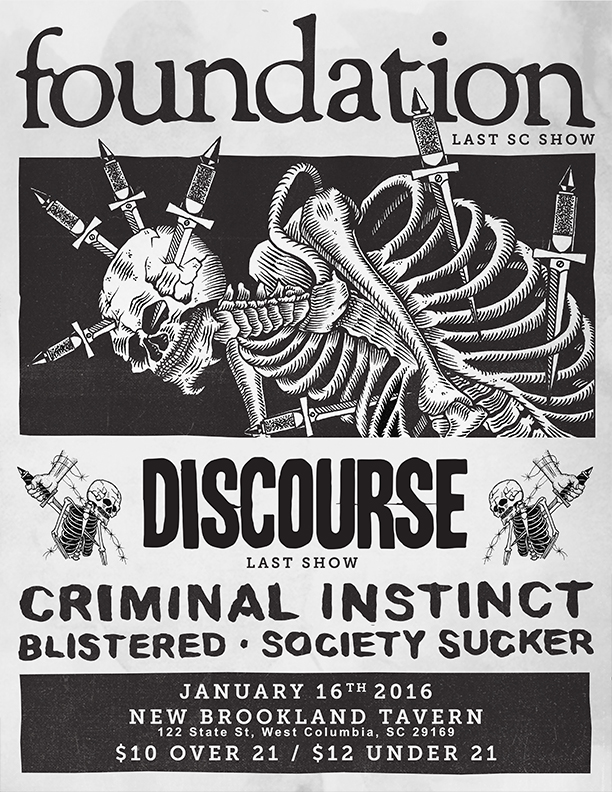 foundation
LAST SC SHOW
DISCOURSE
LAST SHOW
CRIMINAL INSTINCT
BLISTERED • SOCIETY SUCKER
JANUARY 16TH 2016
NEW BROOKLAND TAVERN
122 State St, West Columbia, SC 29169
$10 OVER 21 / $12 UNDER 21